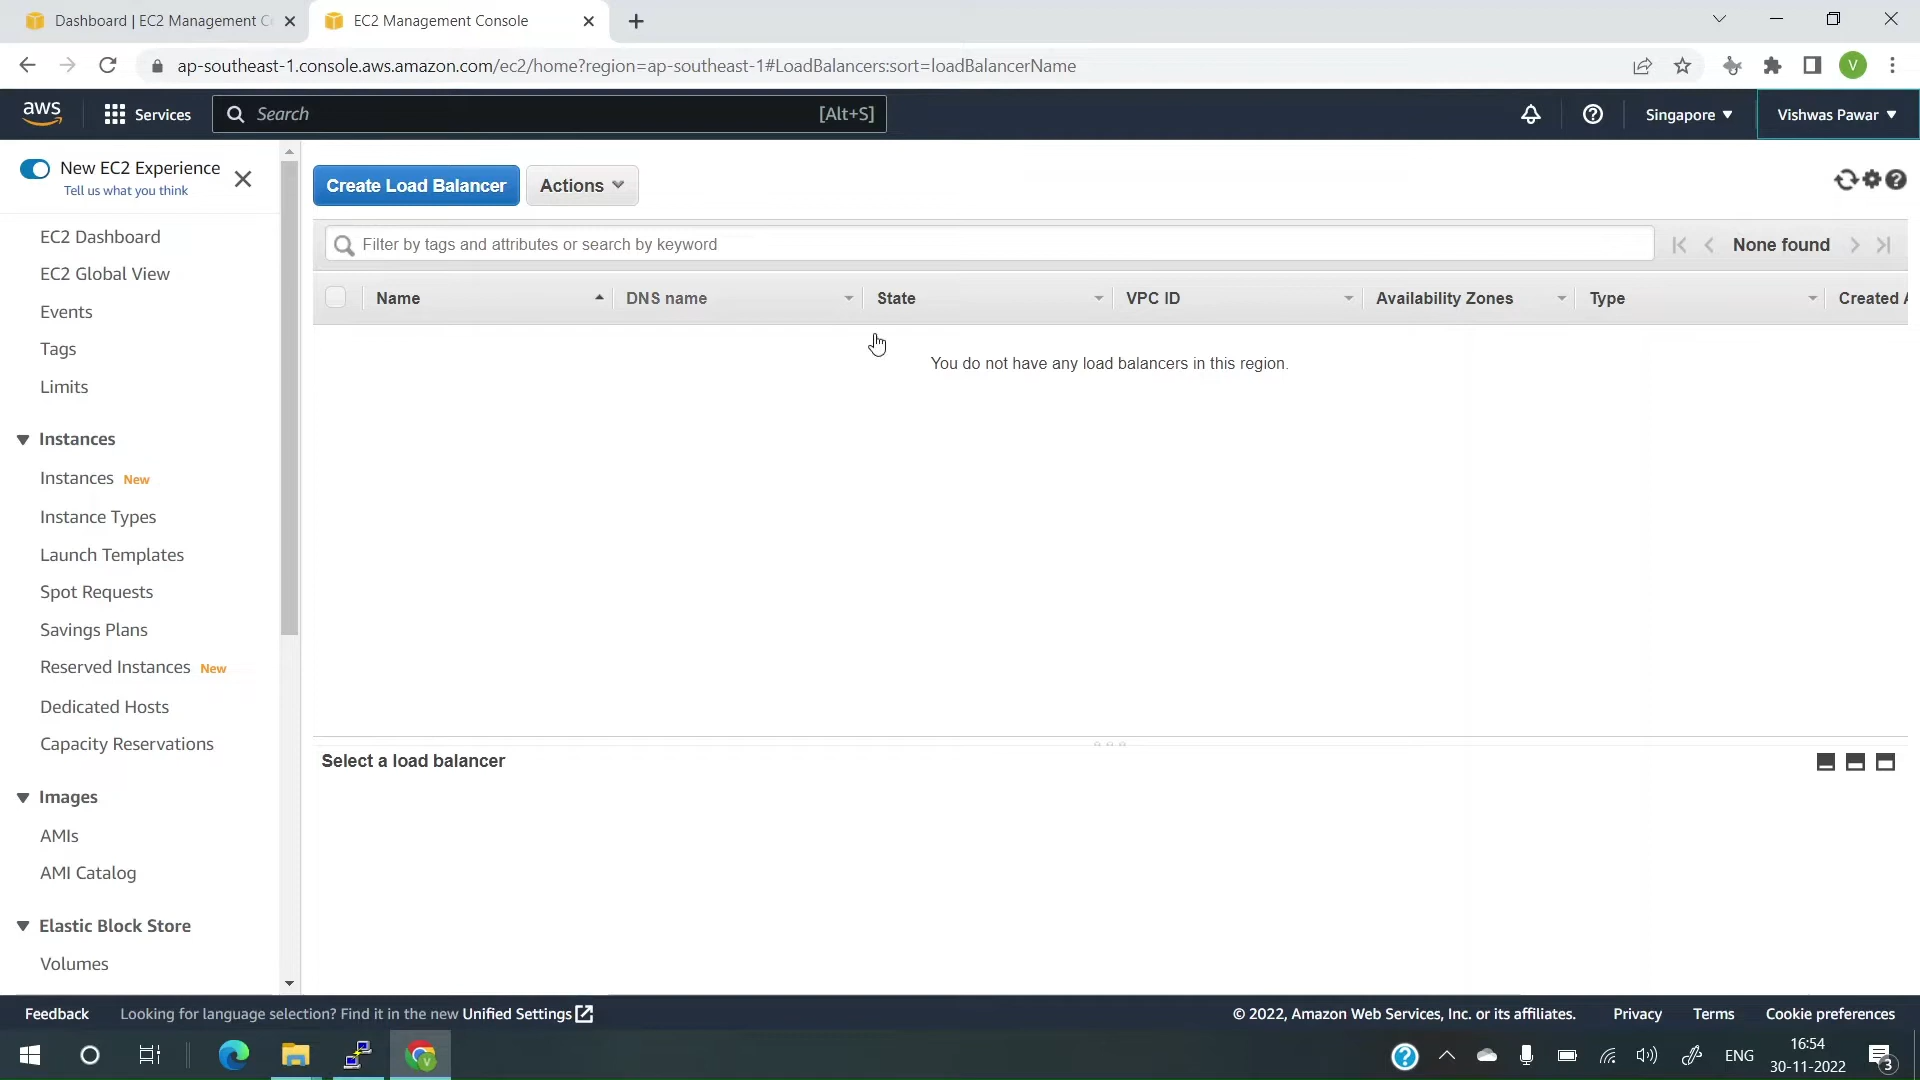 Dashboard | EC2 Management C
EC2 Management Console
ap-southeast-1.console.aws.amazon.com/ec2/home?region=ap-southeast-1#LoadBalancers:sort=loadBalancerName
V
aws
Services
Search
[Alt+S]
Singapore
Vishwas Pawar
New EC2 Experience
Tell us what you think
EC2 Dashboard
EC2 Global View
Events
Tags
Limits
Instances
Instances New
Instance Types
Launch Templates
Spot Requests
Savings Plans
Reserved Instances New
Dedicated Hosts
Capacity Reservations
Images
AMIs
AMI Catalog
Elastic Block Store
Volumes
Create Load Balancer
Actions
Filter by tags and attributes or search by keyword
None found
Name
DNS name
State
VPC ID
Availability Zones
Type
Created A
You do not have any load balancers in this region.
Select a load balancer
Feedback
Looking for language selection? Find it in the new Unified Settings
© 2022, Amazon Web Services, Inc. or its affiliates.
Privacy
Terms
Cookie preferences
ENG
16:54
30-11-2022
3